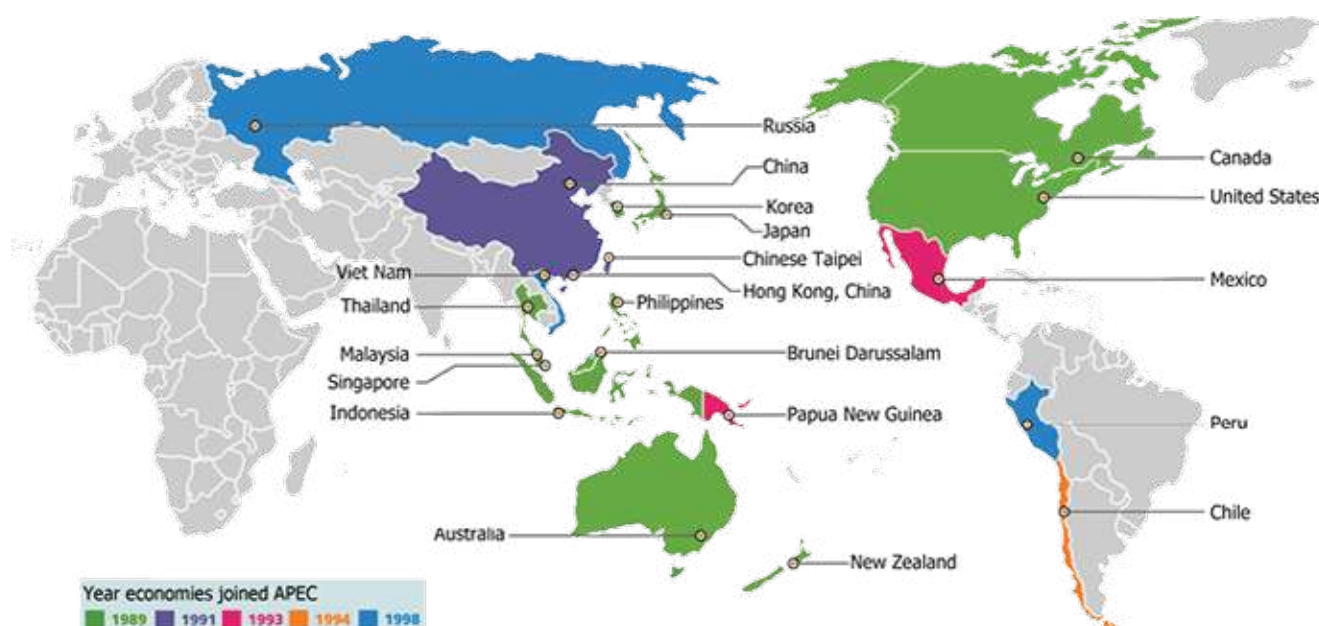 Russia
China
Canada
Korea
United States
Japan
Chinese Taipei
Viet Nam
Mexico
Hong Kong, China
Thailand
Philippines
Malaysia
Brunei Darussalam
Singapore
Indonesia
Papua New Guinea
Peru
Chile
Australia
New Zealand
Year economies joined APEC
1989 1991 1993 1994 1998